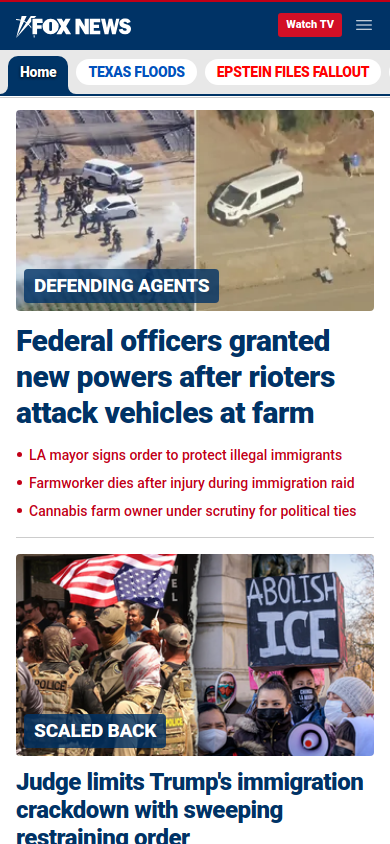 FOX NEWS
Watch TV
Home
TEXAS FLOODS
EPSTEIN FILES FALLOUT
DEFENDING AGENTS
Federal officers granted
new powers after rioters
attack vehicles at farm
LA mayor signs order to protect illegal immigrants
Farmworker dies after injury during immigration raid
Cannabis farm owner under scrutiny for political ties
ABOLISH
ICE
POLICE
POLICE
SCALED BACK
Judge limits Trump's immigration
crackdown with sweeping
restraining order